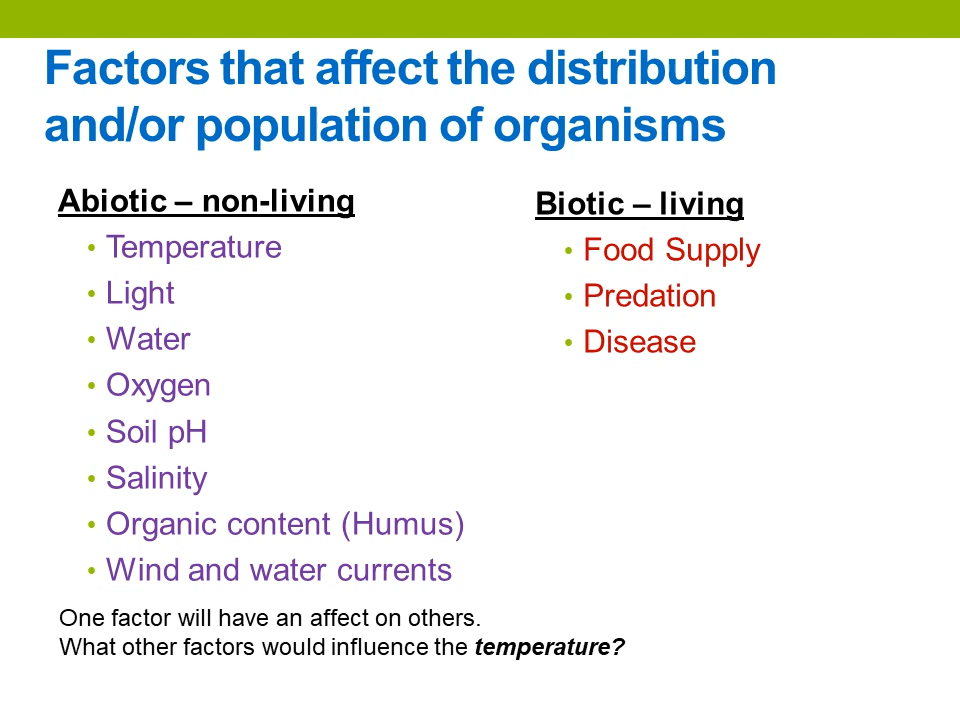 Factors that affect the distribution
and/or population of organisms
Abiotic – non-living
• Temperature
• Light
• Water
• Oxygen
• Soil pH
• Salinity
• Organic content (Humus)
• Wind and water currents
Biotic – living
• Food Supply
• Predation
• Disease
One factor will have an affect on others.
What other factors would influence the temperature?